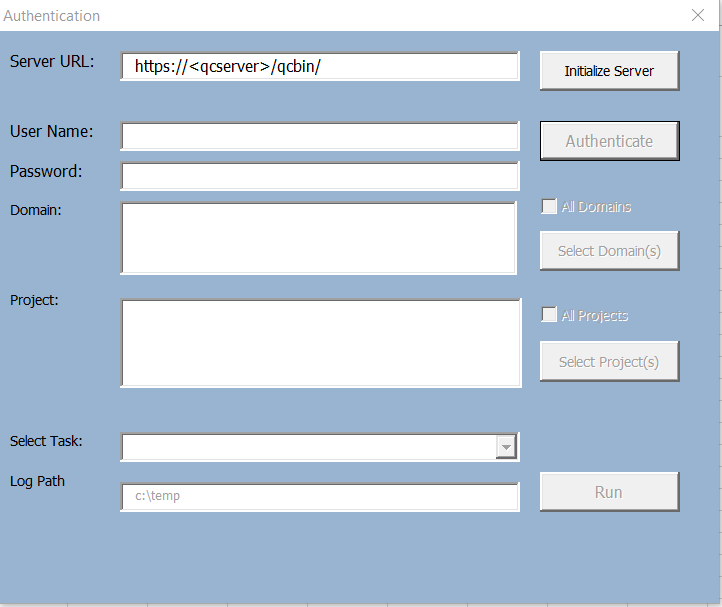 Authentication
Server URL:
https://<qcserver>/qcbin/
Initialize Server
User Name:
Authenticate
Password:
Domain:
All Domains
Select Domain(s)
Project:
All Projects
Select Project(s)
Select Task:
Log Path
c:\temp
Run